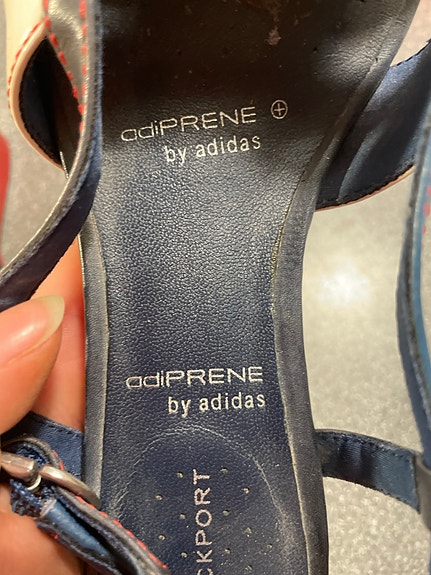 adiPRENE ⊕
by adidas
adiPRENE
by adidas
CKPORT